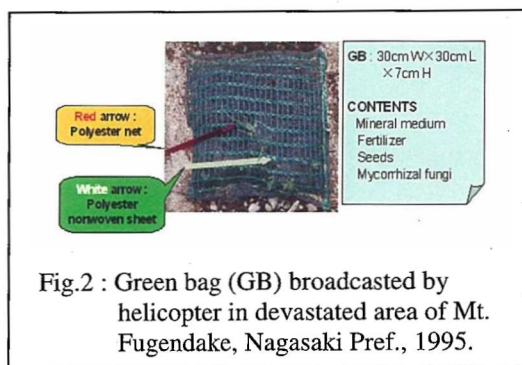 Red arrow :
Polyester net
White arrow :
Polyester
nonwoven sheet
GB : 30cm W×30cm L
×7cm H
CONTENTS
Mineral medium
Fertilizer
Seeds
Mycorrhizal fungi
Fig.2 : Green bag (GB) broadcasted by
helicopter in devastated area of Mt.
Fugendake, Nagasaki Pref., 1995.